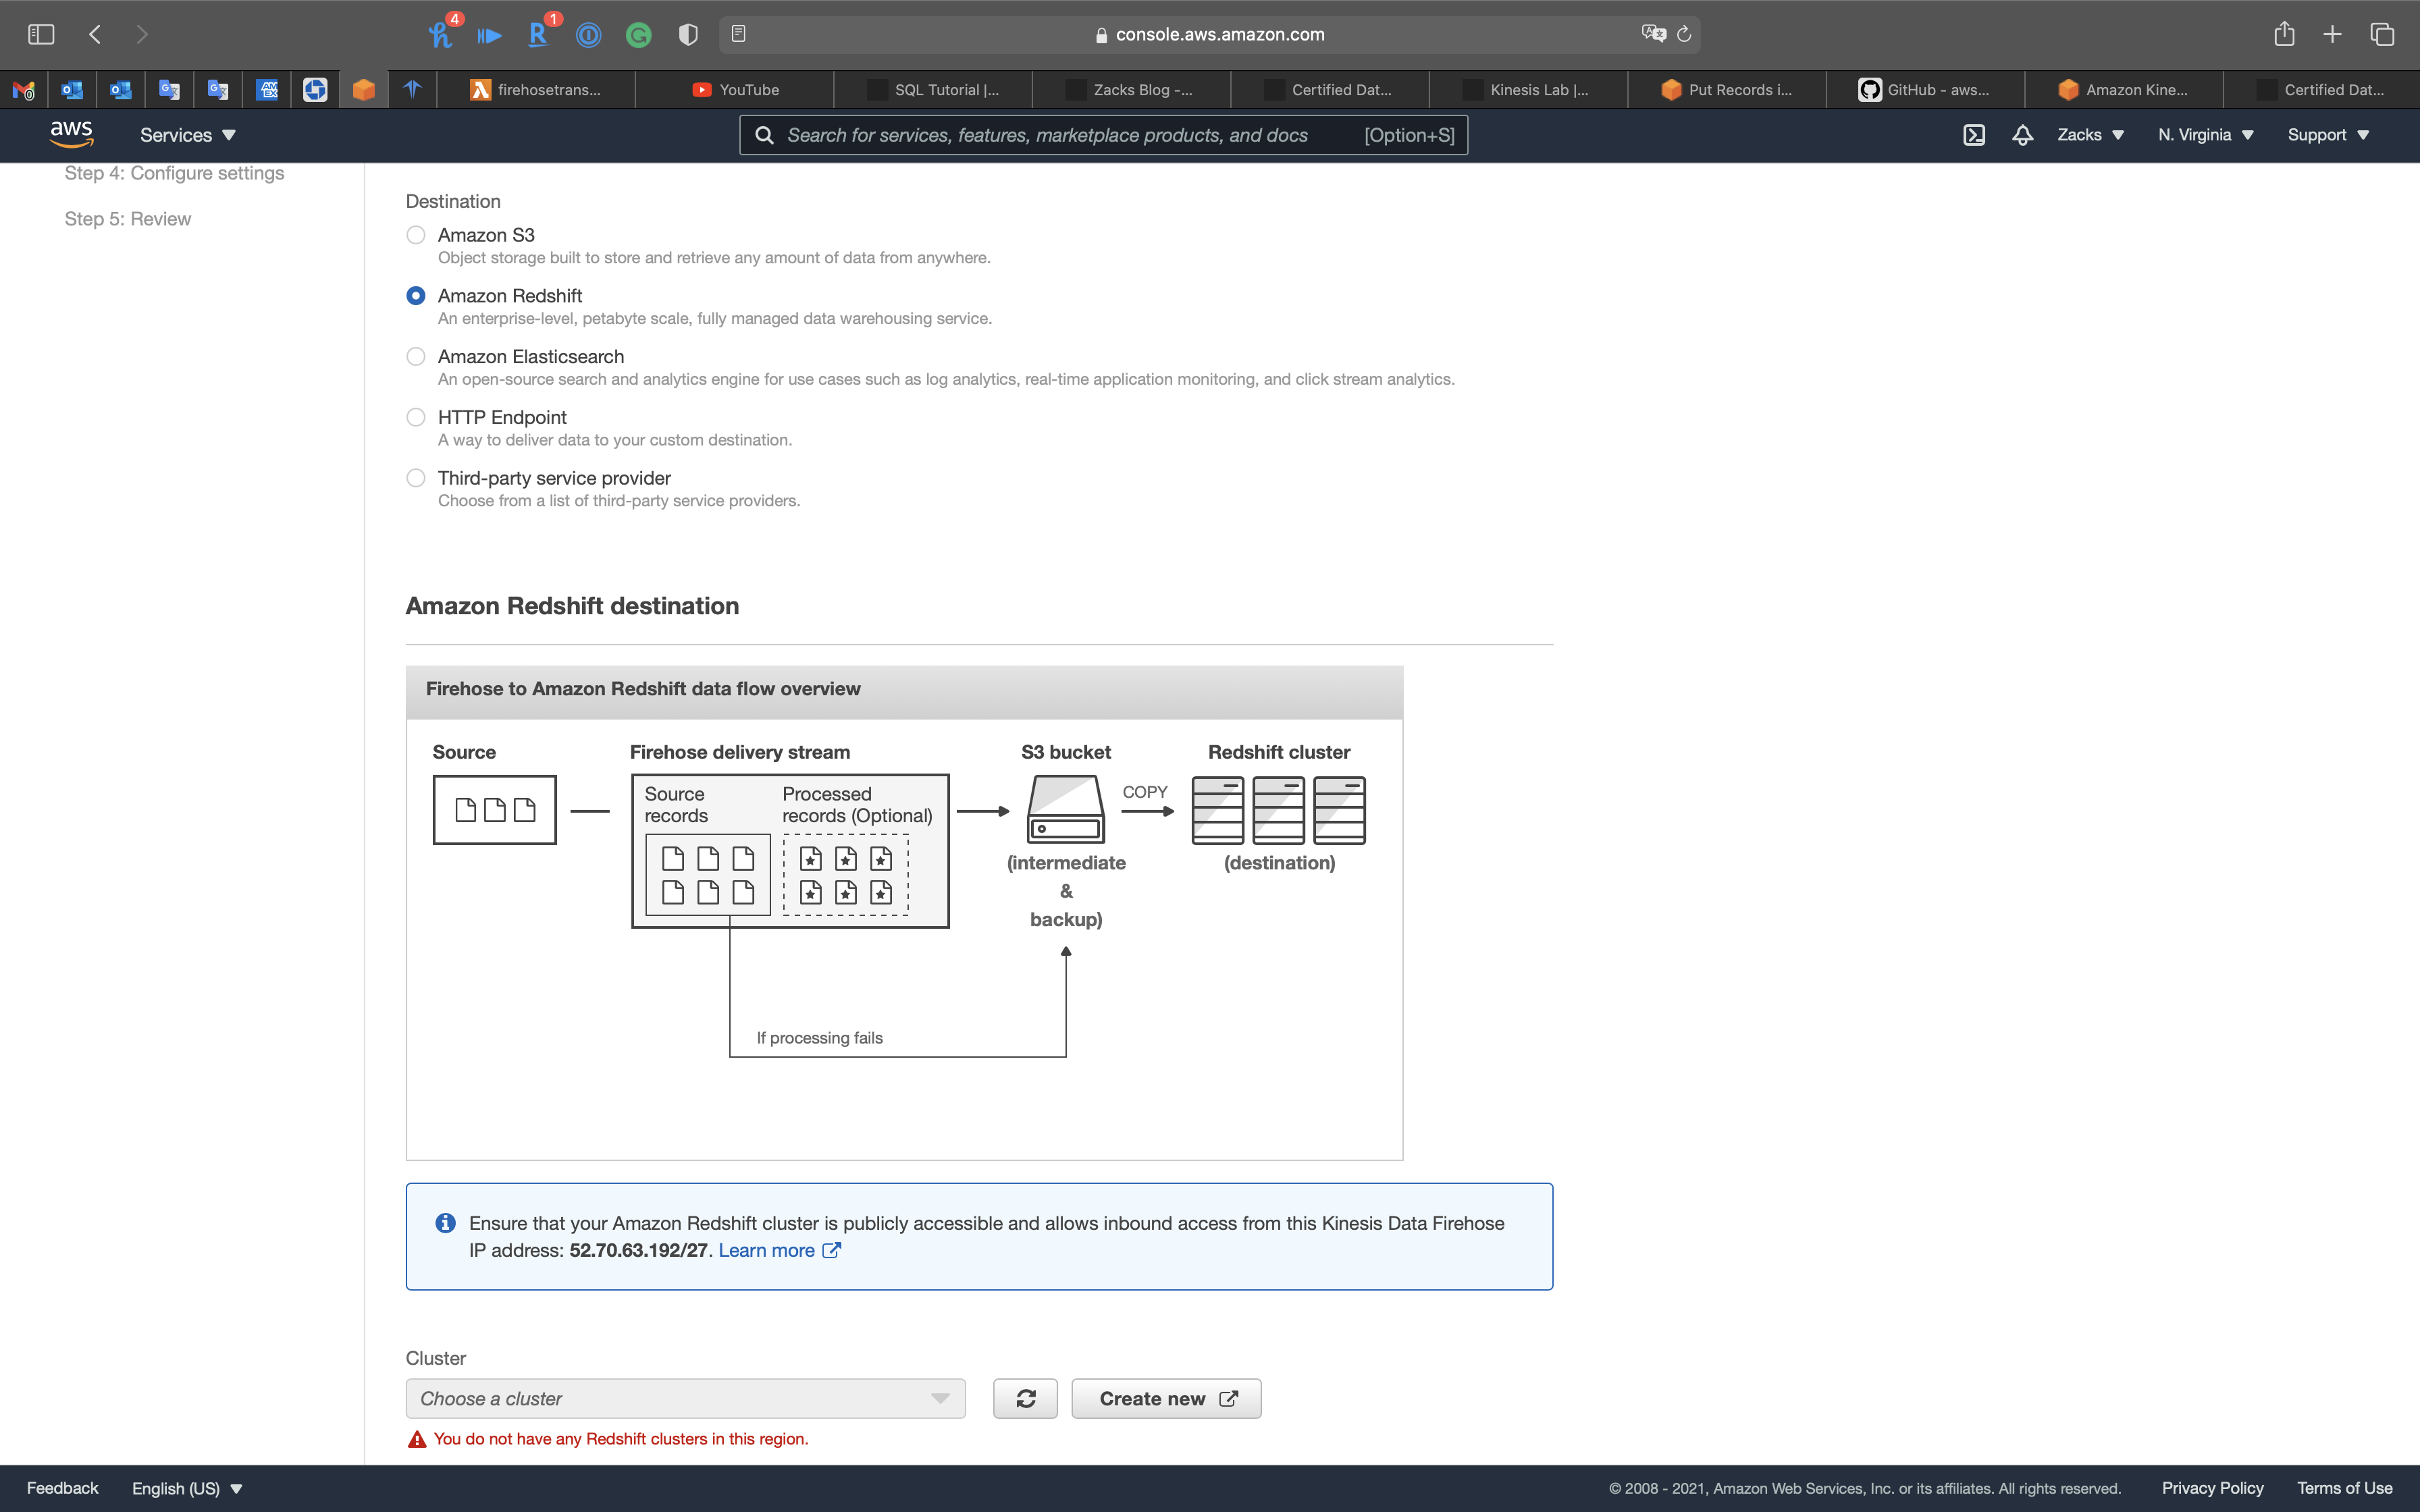 4
1
console.aws.amazon.com
firehosetrans...
YouTube
SQL Tutorial |...
Zacks Blog -...
Certified Dat...
Kinesis Lab |...
Put Records i...
GitHub - aws...
Amazon Kine...
Certified Dat...
aws
Services
Search for services, features, marketplace products, and docs
[Option+S]
Zacks
N. Virginia
Support
Step 4: Configure settings
Step 5: Review
Destination
Amazon S3
Object storage built to store and retrieve any amount of data from anywhere.
Amazon Redshift
An enterprise-level, petabyte scale, fully managed data warehousing service.
Amazon Elasticsearch
An open-source search and analytics engine for use cases such as log analytics, real-time application monitoring, and click stream analytics.
HTTP Endpoint
A way to deliver data to your custom destination.
Third-party service provider
Choose from a list of third-party service providers.
Amazon Redshift destination
Firehose to Amazon Redshift data flow overview
Source
Firehose delivery stream
S3 bucket
Redshift cluster
Source
records
Processed
records (Optional)
COPY
(intermediate
&
backup)
(destination)
If processing fails
Ensure that your Amazon Redshift cluster is publicly accessible and allows inbound access from this Kinesis Data Firehose
IP address: 52.70.63.192/27. Learn more
Cluster
Choose a cluster
Create new
You do not have any Redshift clusters in this region.
Feedback
English (US)
© 2008 - 2021, Amazon Web Services, Inc. or its affiliates. All rights reserved.
Privacy Policy
Terms of Use